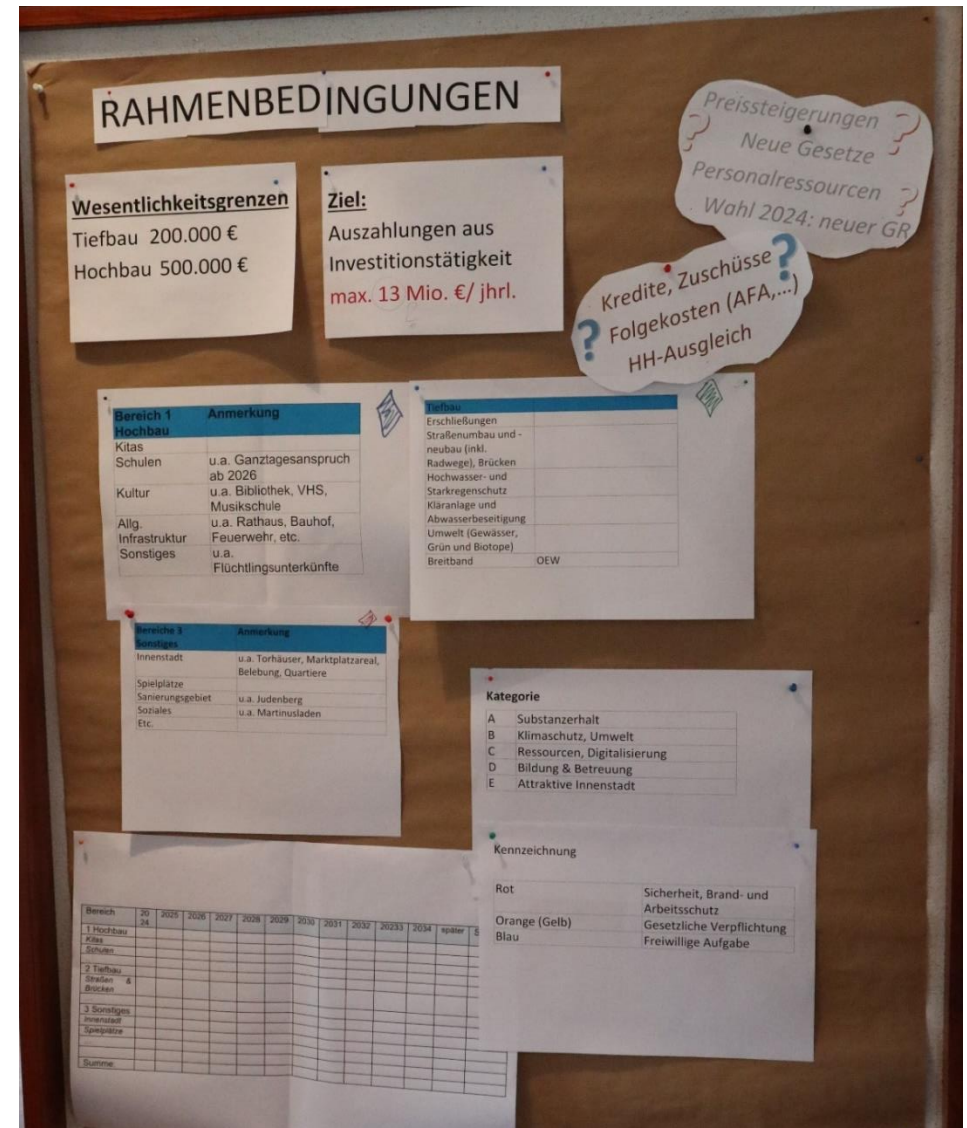 RAHMENBEDINGUNGEN
Preissteigerungen ?
? Neue Gesetze
Personalressourcen ?
Wahl 2024: neuer GR
Wesentlichkeitsgrenzen
Tiefbau 200.000 €
Hochbau 500.000 €
Ziel:
Auszahlungen aus
Investitionstätigkeit
max. 13 Mio. €/ jhrl.
Kredite, Zuschüsse ?
? Folgekosten (AFA,...)
HH-Ausgleich
Bereich 1 Anmerkung
Hochbau
Kitas
Schulen u.a. Ganztagesanspruch
ab 2026
Kultur u.a. Bibliothek, VHS,
Musikschule
Allg. u.a. Rathaus, Bauhof,
Infrastruktur Feuerwehr, etc.
Sonstiges u.a.
Flüchtlingsunterkünfte
Tiefbau
Erschließungen
Straßenumbau und -
neubau (inkl.
Radwege), Brücken
Hochwasser- und
Starkregenschutz
Kläranlage und
Abwasserbeseitigung
Umwelt (Gewässer,
Grün und Biotope)
Breitband OEW
Bereiche 3 Anmerkung
Sonstiges
Innenstadt u.a. Torhäuser, Marktplatzareal,
Belebung, Quartiere
Spielplätze
Sanierungsgebiet u.a. Judenberg
Soziales u.a. Martinusladen
Etc.
Kategorie
A Substanzerhalt
B Klimaschutz, Umwelt
C Ressourcen, Digitalisierung
D Bildung & Betreuung
E Attraktive Innenstadt
Kennzeichnung
Rot Sicherheit, Brand- und
Arbeitsschutz
Orange (Gelb) Gesetzliche Verpflichtung
Blau Freiwillige Aufgabe
Bereich 20 2025 2026 2027 2028 2029 2030 2031 2032 20233 2034 später S
24
1 Hochbau
Kitas
Schulen
2 Tiefbau
Straßen &
Brücken
3 Sonstiges
Innenstadt
Spielplätze
Summe